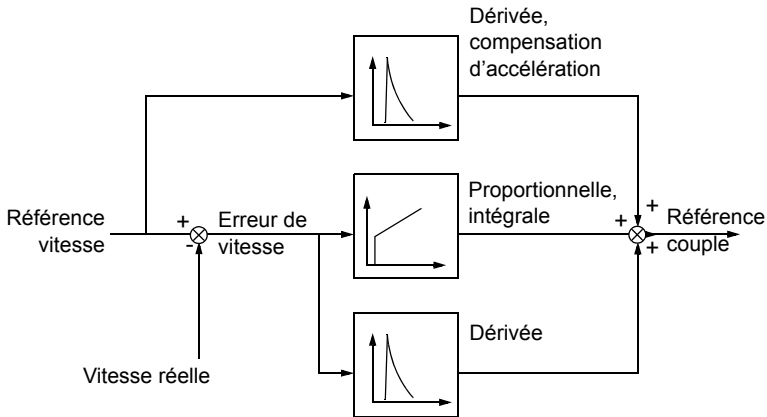 Dérivée,
compensation
d'accélération
Proportionnelle,
intégrale
+
+
+
Référence
vitesse
+
-
Erreur de
vitesse
Référence
couple
Dérivée
Vitesse réelle